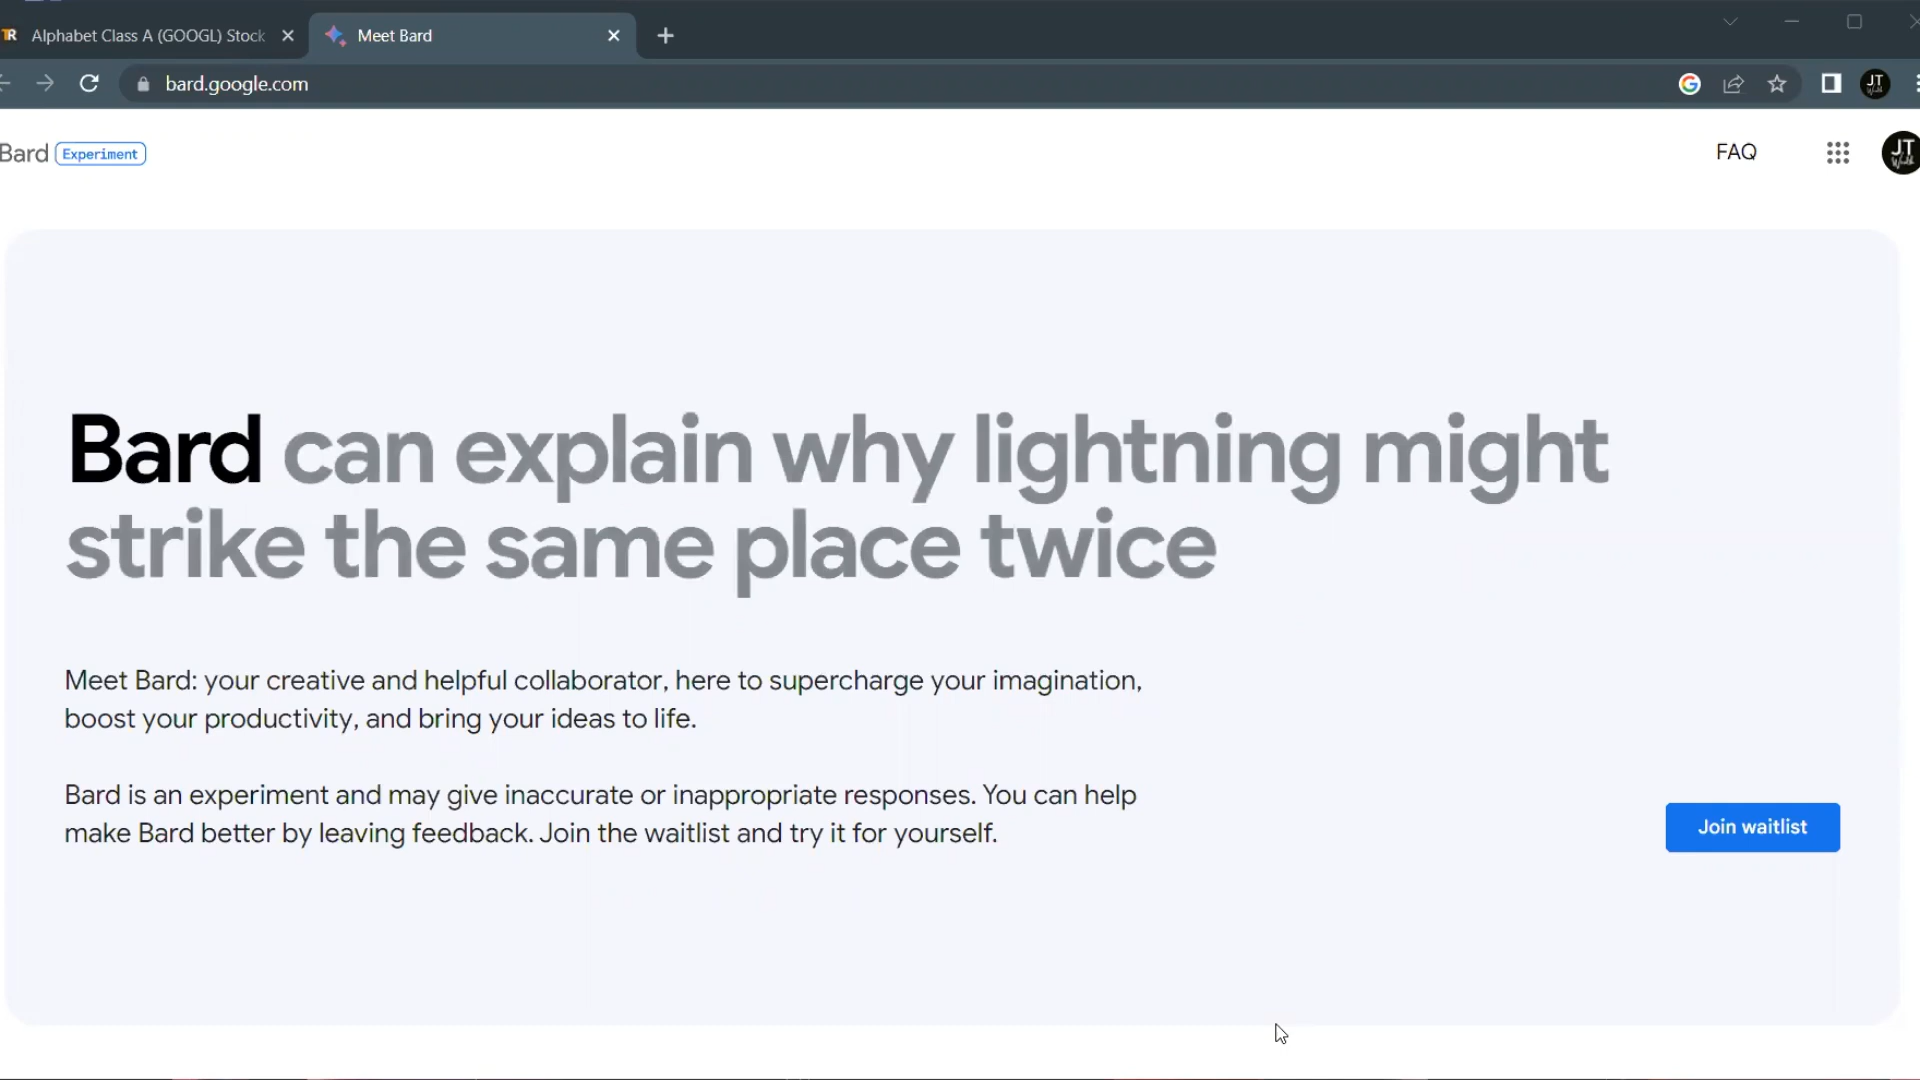 TR Alphabet Class A (GOOGL) Stock
Meet Bard
bard.google.com
G
JT
Bard Experiment
FAQ
JT
Bard can explain why lightning might
strike the same place twice
Meet Bard: your creative and helpful collaborator, here to supercharge your imagination,
boost your productivity, and bring your ideas to life.
Bard is an experiment and may give inaccurate or inappropriate responses. You can help
make Bard better by leaving feedback. Join the waitlist and try it for yourself.
Join waitlist